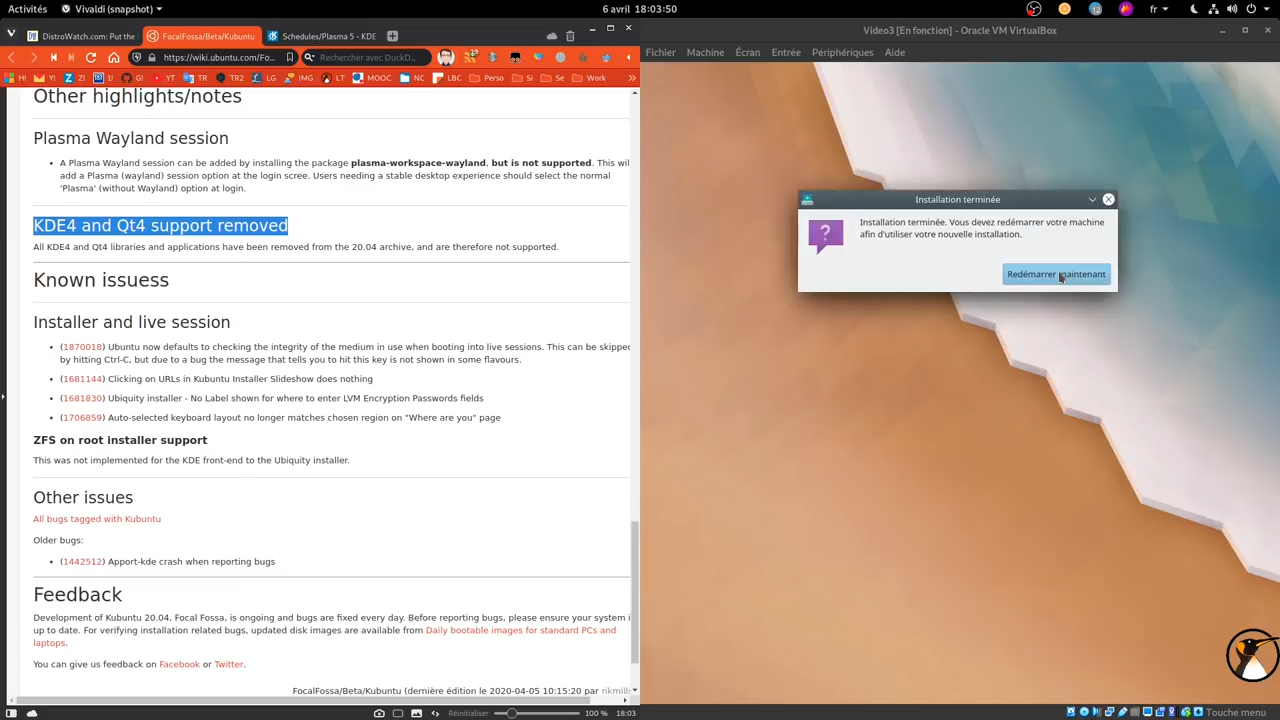 Activités
Vivaldi (snapshot)
6 avril 18:03:50
fr
DistroWatch.com: Put the
FocalFossa/Beta/Kubuntu
Schedules/Plasma 5 - KDE
https://wiki.ubuntu.com/Fo...
Rechercher avec DuckD...
YT
TR
TR2
LG
IMG
LT
MOOC
NC
LBC
Perso
Si
Se
Work
Other highlights/notes
Plasma Wayland session
• A Plasma Wayland session can be added by installing the package plasma-workspace-wayland, but is not supported. This wil
add a Plasma (wayland) session option at the login scree. Users needing a stable desktop experience should select the normal
'Plasma' (without Wayland) option at login.
KDE4 and Qt4 support removed
All KDE4 and Qt4 libraries and applications have been removed from the 20.04 archive, and are therefore not supported.
Known issuess
Installer and live session
• (1870018) Ubuntu now defaults to checking the integrity of the medium in use when booting into live sessions. This can be skipped
by hitting Ctrl-C, but due to a bug the message that tells you to hit this key is not shown in some flavours.
• (1681144) Clicking on URLs in Kubuntu Installer Slideshow does nothing
• (1681830) Ubiquity installer - No Label shown for where to enter LVM Encryption Passwords fields
• (1706859) Auto-selected keyboard layout no longer matches chosen region on "Where are you" page
ZFS on root installer support
This was not implemented for the KDE front-end to the Ubiquity installer.
Other issues
All bugs tagged with Kubuntu
Older bugs:
• (1442512) Apport-kde crash when reporting bugs
Feedback
Development of Kubuntu 20.04, Focal Fossa, is ongoing and bugs are fixed every day. Before reporting bugs, please ensure your system i
up to date. For verifying installation related bugs, updated disk images are available from Daily bootable images for standard PCs and
laptops.
You can give us feedback on Facebook or Twitter.
FocalFossa/Beta/Kubuntu (dernière édition le 2020-04-05 10:15:20 par rikmills
Réinitialiser
100 %
18:03
Video3 [En fonction] - Oracle VM VirtualBox
Fichier Machine Écran Entrée Périphériques Aide
Installation terminée
Installation terminée. Vous devez redémarrer votre machine
afin d'utiliser votre nouvelle installation.
Redémarrer maintenant
Touche menu